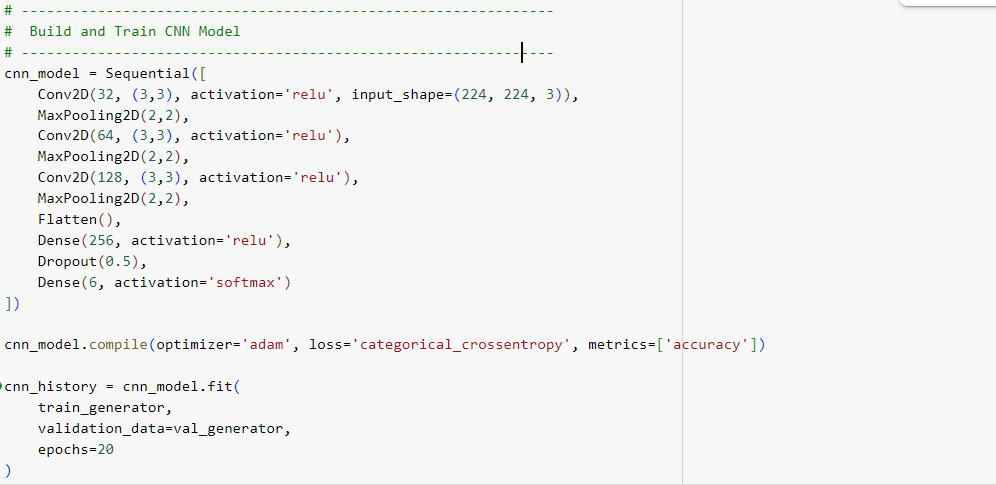 # ---------------------------------------------------------------
#  Build and Train CNN Model
# ---------------------------------------------------------------
cnn_model = Sequential([
    Conv2D(32, (3,3), activation='relu', input_shape=(224, 224, 3)),
    MaxPooling2D(2,2),
    Conv2D(64, (3,3), activation='relu'),
    MaxPooling2D(2,2),
    Conv2D(128, (3,3), activation='relu'),
    MaxPooling2D(2,2),
    Flatten(),
    Dense(256, activation='relu'),
    Dropout(0.5),
    Dense(6, activation='softmax')
])
cnn_model.compile(optimizer='adam', loss='categorical_crossentropy', metrics=['accuracy'])
cnn_history = cnn_model.fit(
    train_generator,
    validation_data=val_generator,
    epochs=20
)